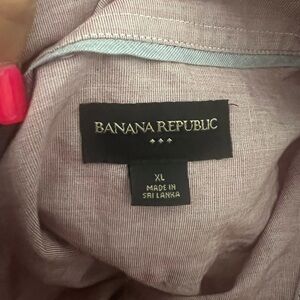 BANANA REPUBLIC
XL
MADE IN
SRI LANKA